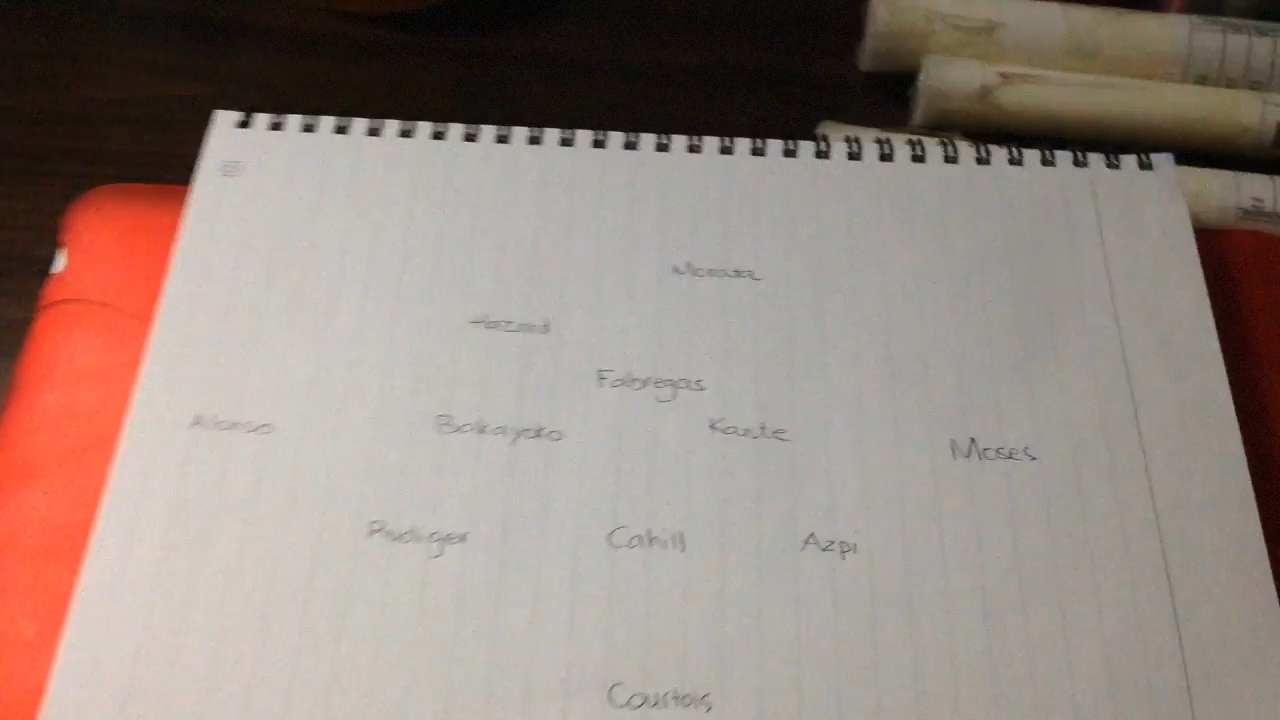 Morata
Hazard
Fabregas
Alonso Bakayoko Kante Moses
Rudiger Cahill Azpi
Courtois